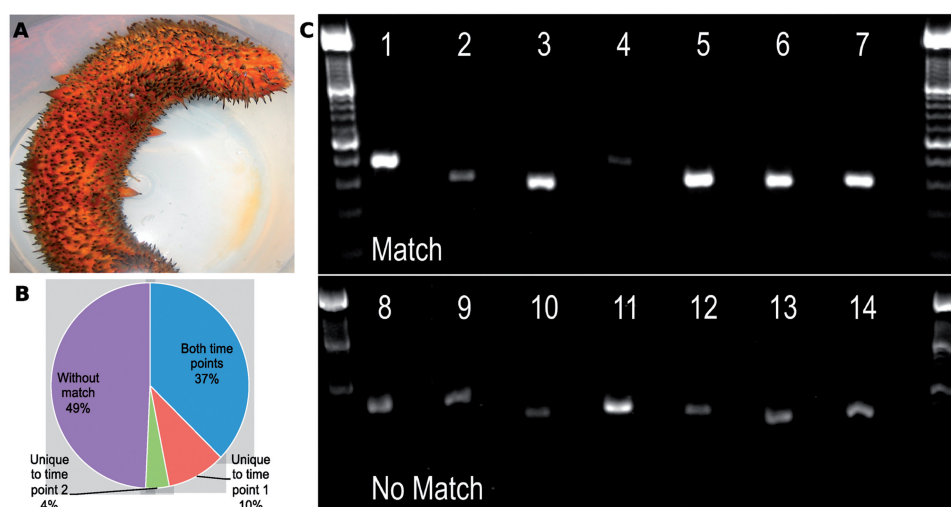 A
B
Both time
points
37%
Without
match
49%
Unique
to time
point 2
4%
Unique
to time
point 1
10%
C
1 2 3 4 5 6 7
Match
8 9 10 11 12 13 14
No Match